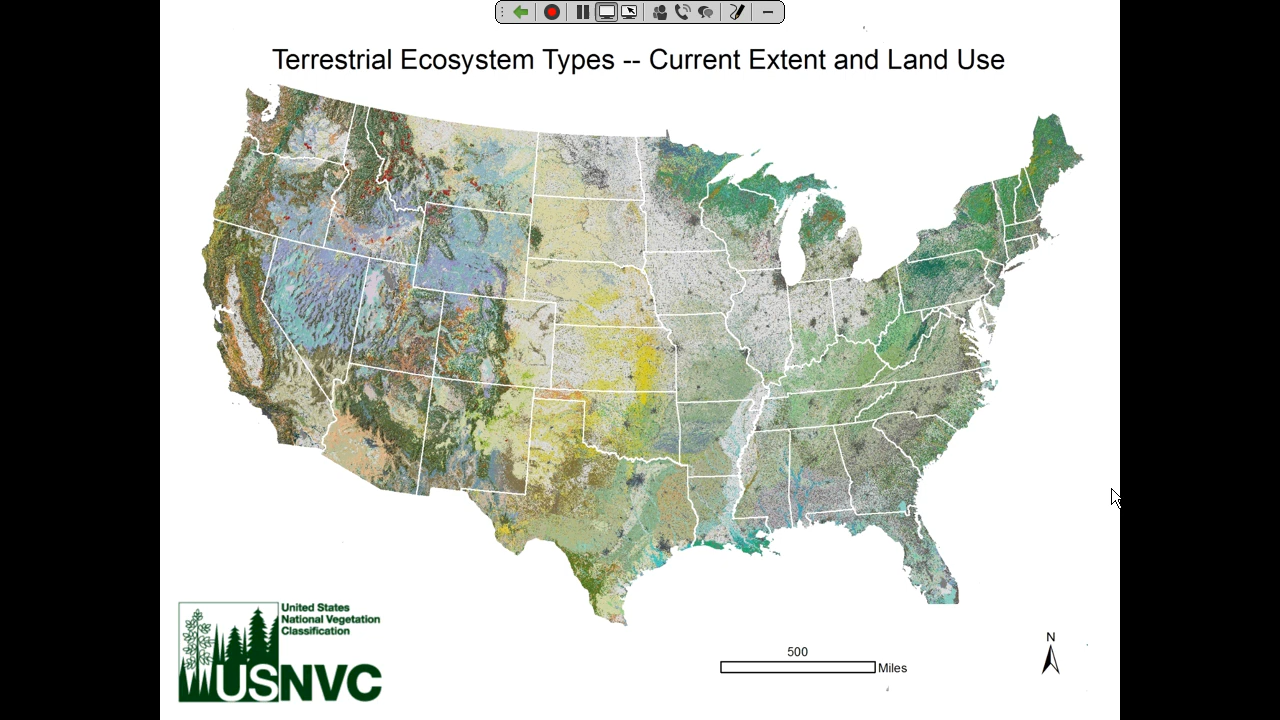 Terrestrial Ecosystem Types -- Current Extent and Land Use
United States
National Vegetation
Classification
USNVC
500
Miles
N